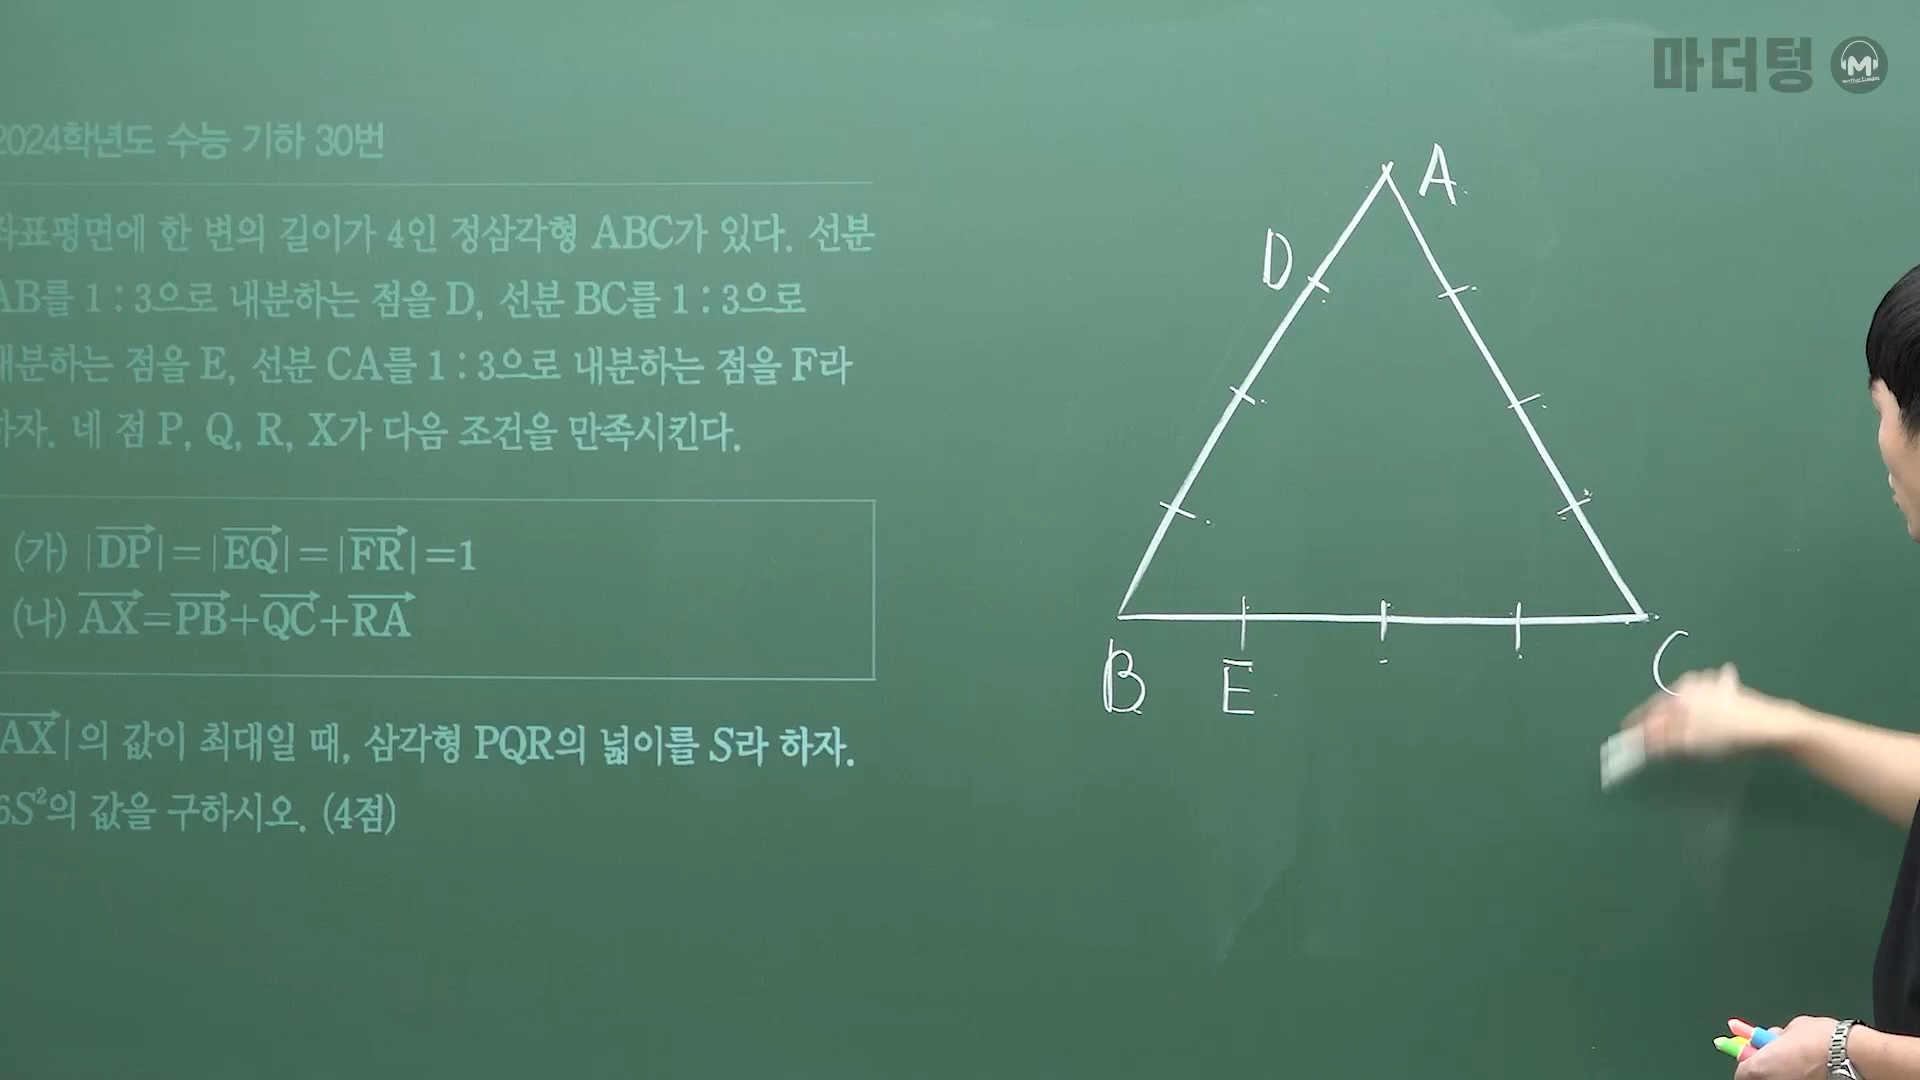 마더텅
2024학년도 수능 기하 30번
좌표평면에 한 변의 길이가 4인 정삼각형 ABC가 있다. 선분
AB를 1 : 3으로 내분하는 점을 D, 선분 BC를 1 : 3으로
내분하는 점을 E, 선분 CA를 1 : 3으로 내분하는 점을 F라
하자. 네 점 P, Q, R, X가 다음 조건을 만족시킨다.
(가) |DP|=|EQ|=|FR|=1
(나) AX=PB+QC+RA
AX|의 값이 최대일 때, 삼각형 PQR의 넓이를 S라 하자.
6S²의 값을 구하시오. (4점)
A
D
B
E
C